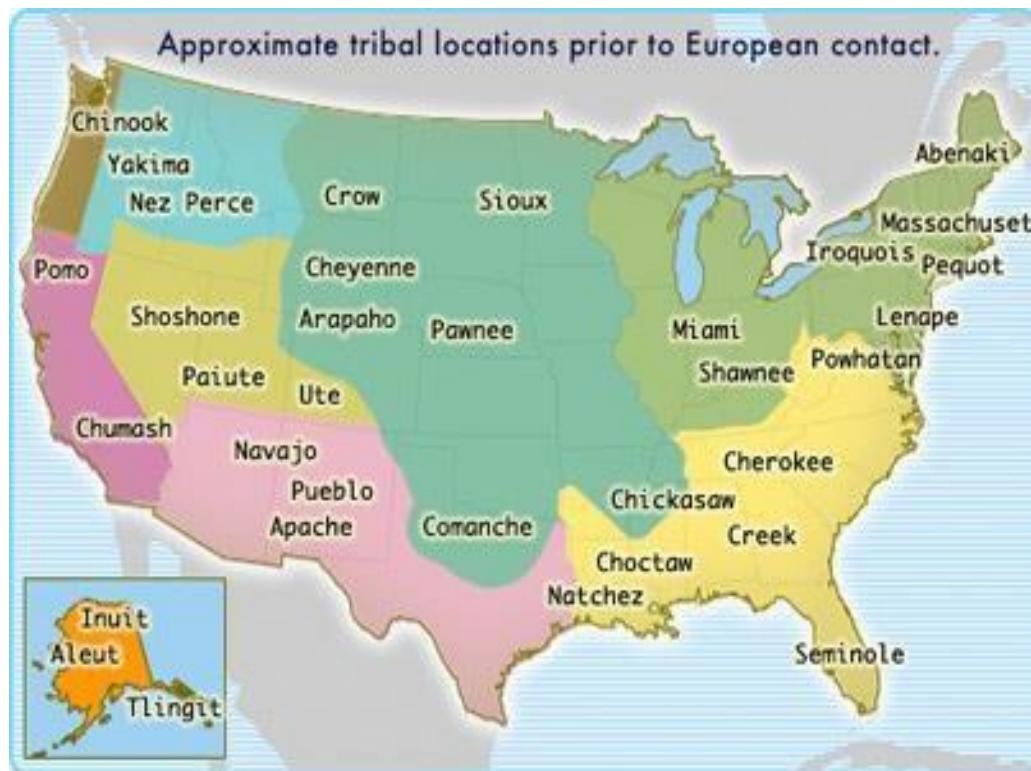 Approximate tribal locations prior to European contact.
Chinook
Yakima
Nez Perce
Crow
Sioux
Abenaki
Massachuset
Iroquois
Pequot
Pomo
Cheyenne
Shoshone
Arapaho
Pawnee
Miami
Lenape
Powhatan
Shawnee
Paiute
Ute
Chumash
Navajo
Cherokee
Pueblo
Chickasaw
Apache
Comanche
Creek
Choctaw
Natchez
Seminole
Inuit
Aleut
Tlingit